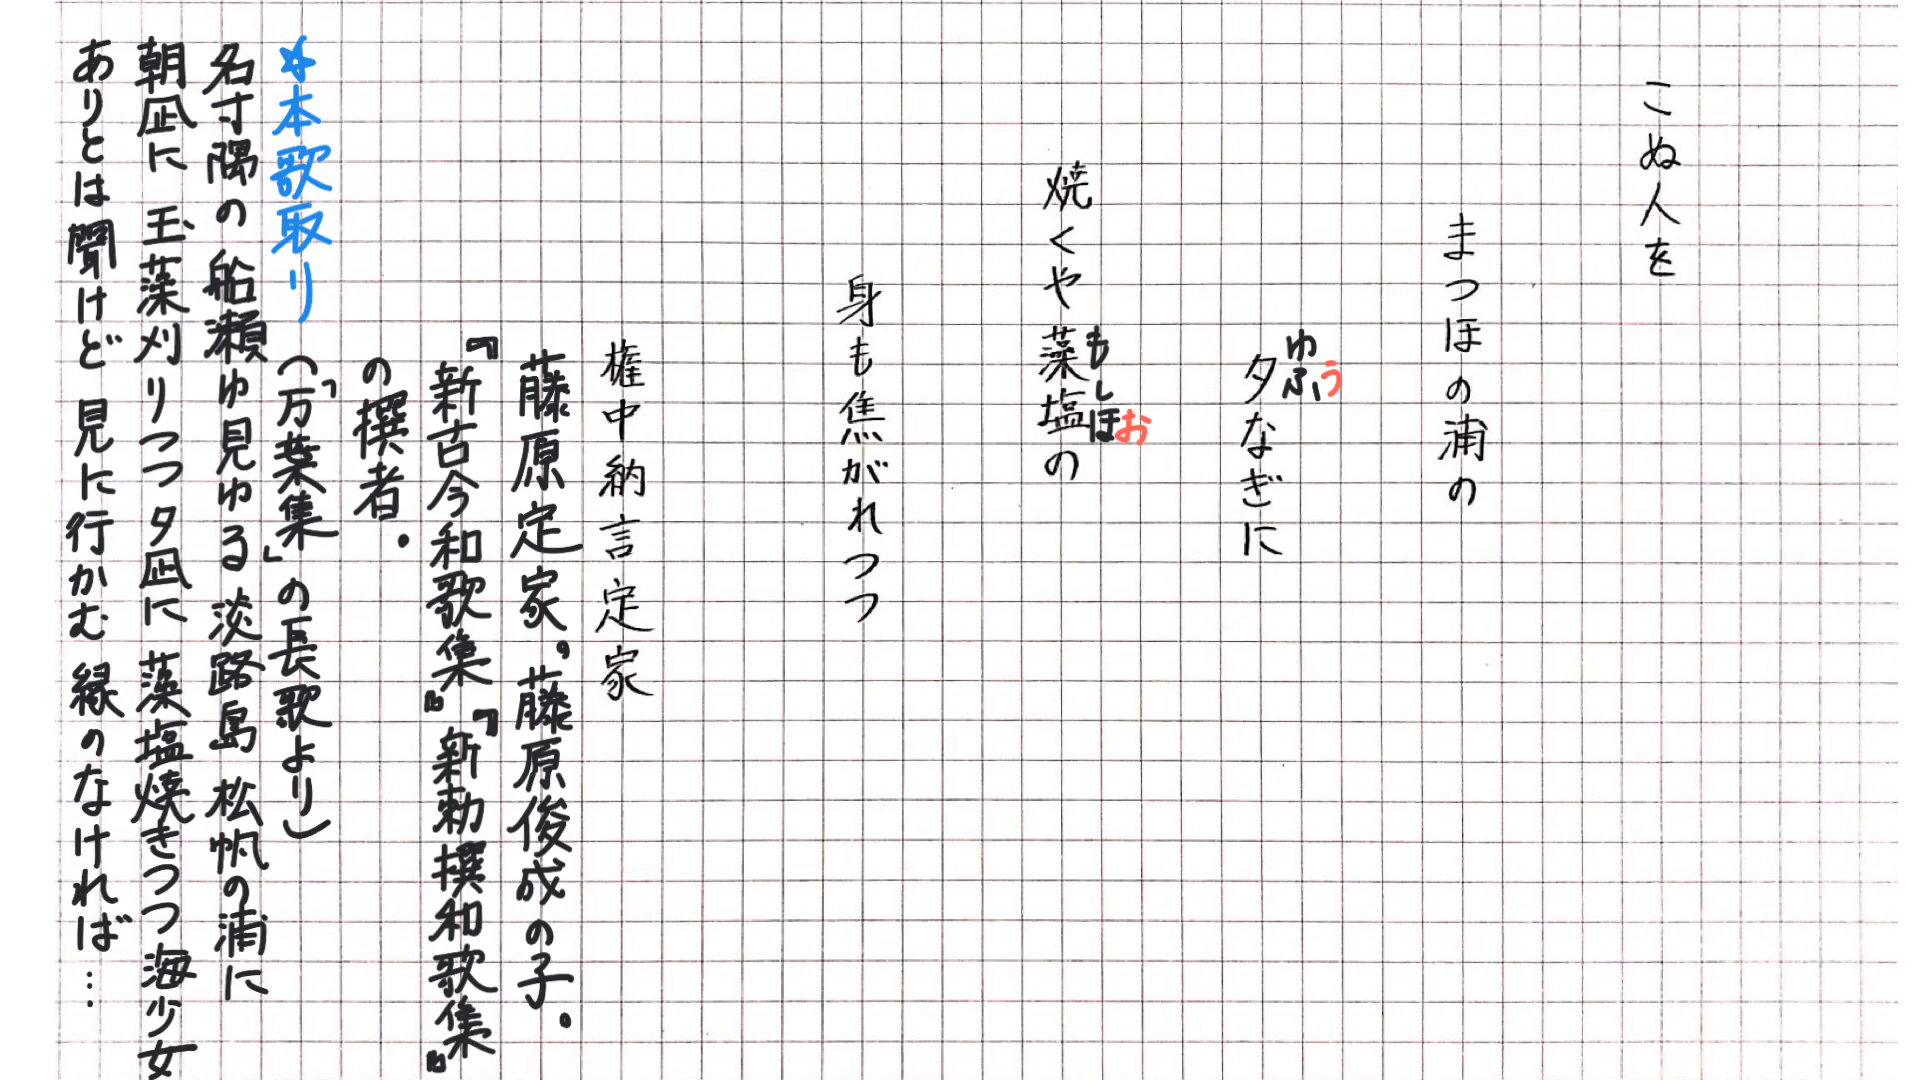 こぬ人を
まつほの浦の
ゆふう
夕なぎに
もしほお
焼くや藻塩の
身も焦がれつつ
権中納言定家
藤原定家。藤原俊成の子。
『新古今和歌集』『新勅撰和歌集』
の撰者。
☆本歌取り(「万葉集」の長歌より)
名寸隅の船瀬ゆ見ゆる淡路島 松帆の浦に
朝凪に 玉藻刈りつつ夕凪に 藻塩焼きつつ海少女
ありとは聞けど 見に行かむ 縁のなければ…